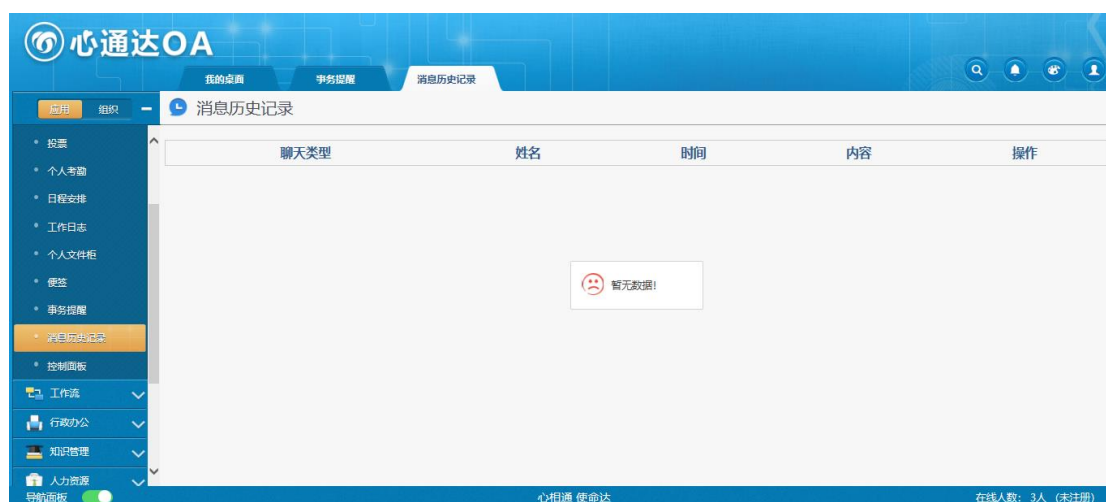 心通达OA
我的桌面 事务提醒 消息历史记录
应用 组织
消息历史记录
聊天类型 姓名 时间 内容 操作
投票
个人考勤
日程安排
工作日志
个人文件柜
便签
事务提醒
消息历史记录
控制面板
暂无数据!
工作流
行政办公
知识管理
人力资源
导航面板 心相通 使命达 在线人数: 3人 (未注册)